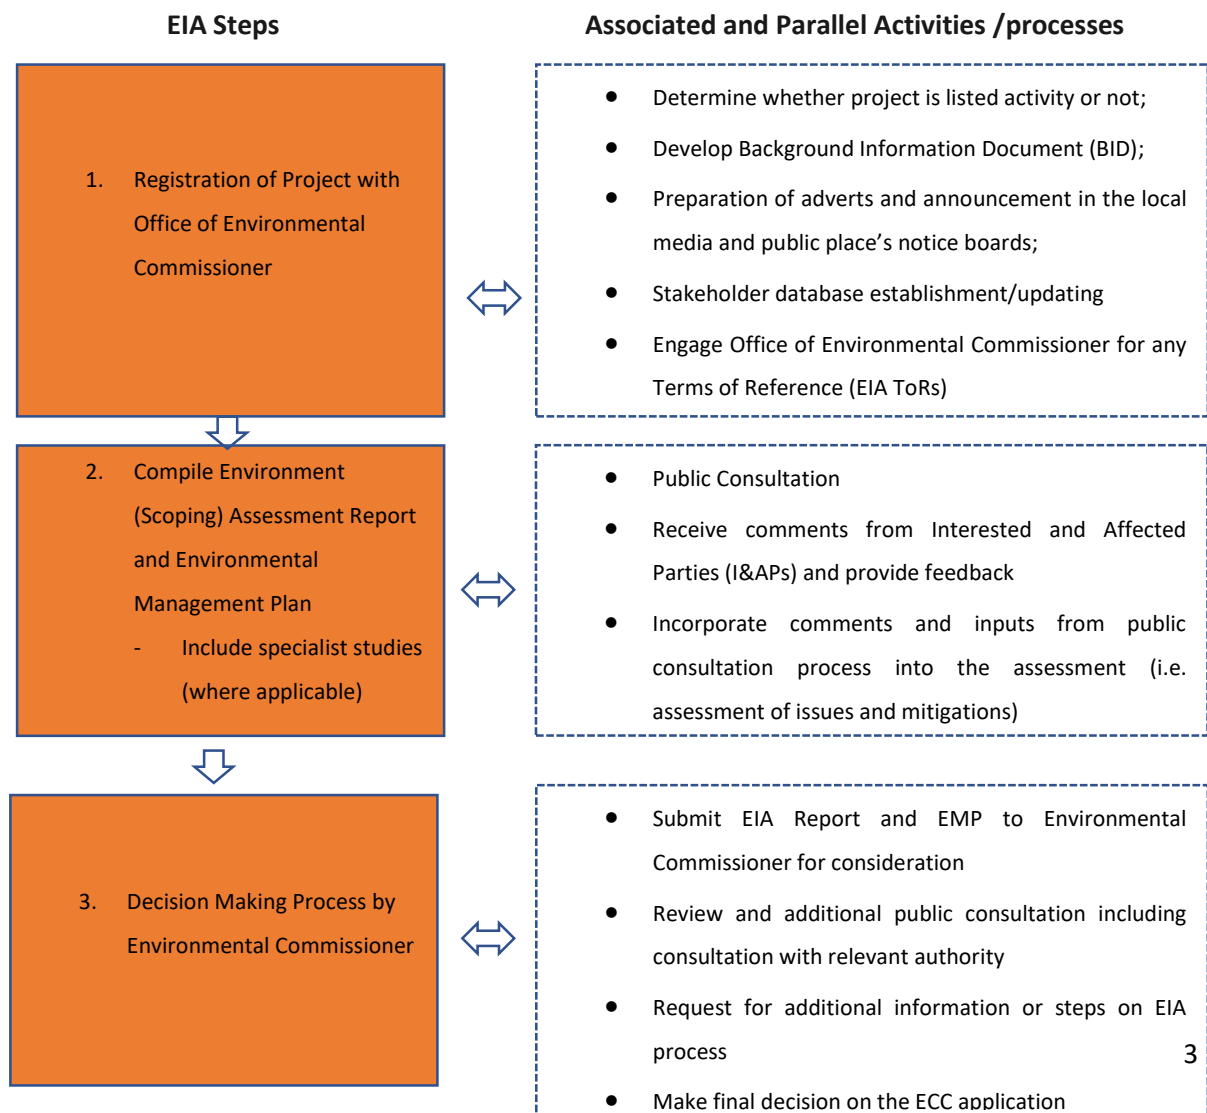 EIA Steps
Associated and Parallel Activities /processes
1. Registration of Project with
Office of Environmental
Commissioner
● Determine whether project is listed activity or not;
● Develop Background Information Document (BID);
● Preparation of adverts and announcement in the local
media and public place’s notice boards;
● Stakeholder database establishment/updating
● Engage Office of Environmental Commissioner for any
Terms of Reference (EIA ToRs)
2. Compile Environment
(Scoping) Assessment Report
and Environmental
Management Plan
- Include specialist studies
(where applicable)
● Public Consultation
● Receive comments from Interested and Affected
Parties (I&APs) and provide feedback
● Incorporate comments and inputs from public
consultation process into the assessment (i.e.
assessment of issues and mitigations)
3. Decision Making Process by
Environmental Commissioner
● Submit EIA Report and EMP to Environmental
Commissioner for consideration
● Review and additional public consultation including
consultation with relevant authority
● Request for additional information or steps on EIA
process
● Make final decision on the ECC application
3